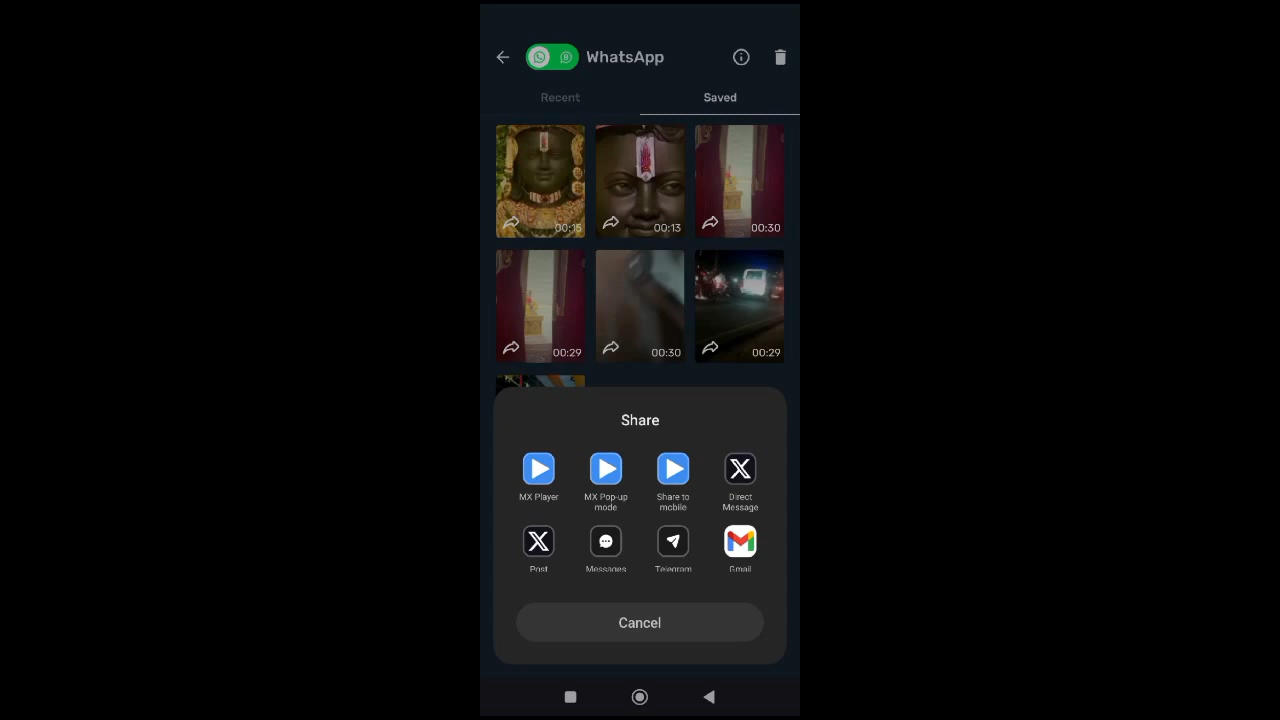 WhatsApp
Recent
Saved
00:15
00:13
00:30
00:29
00:30
00:29
Share
MX Player
MX Pop-up
mode
Share to
mobile
Direct
Message
Post
Messages
Telegram
Gmail
Cancel